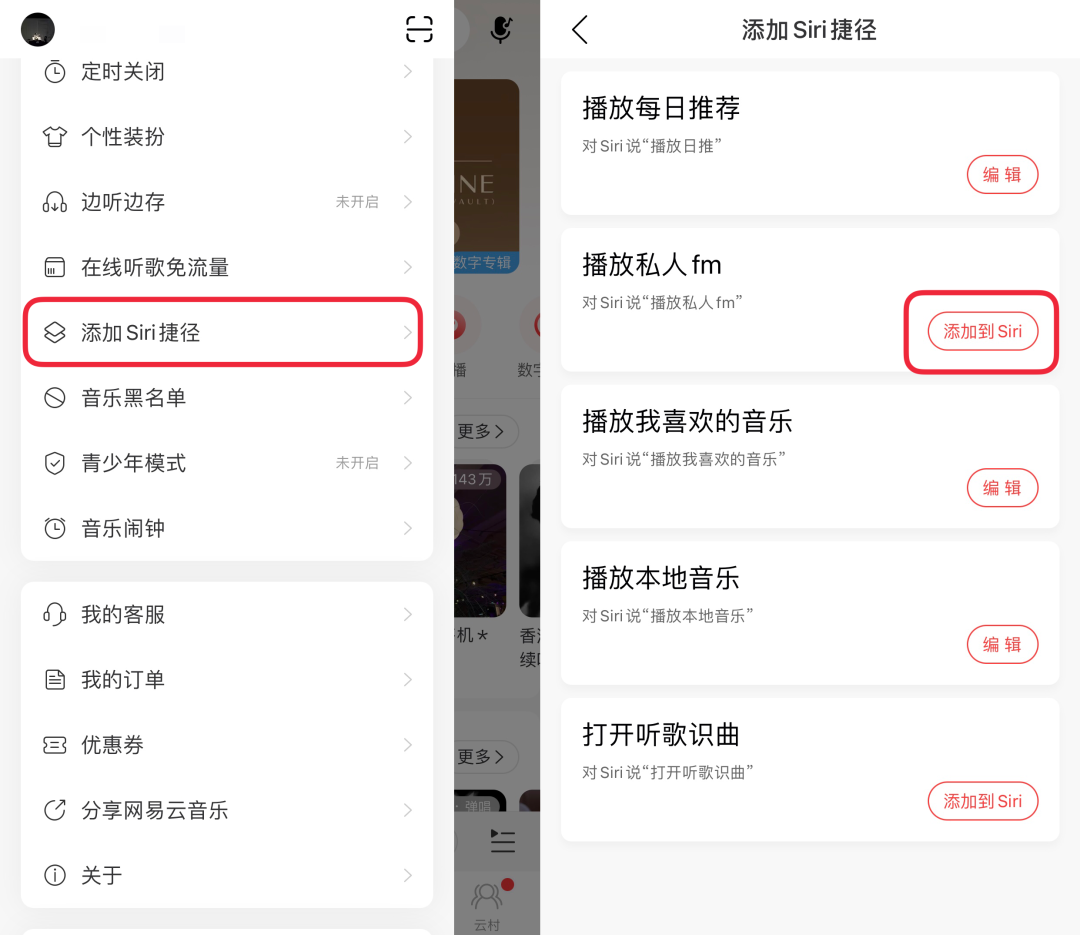 定时关闭
个性装扮
边听边存
未开启
在线听歌免流量
添加Siri捷径
音乐黑名单
青少年模式
未开启
音乐闹钟
我的客服
我的订单
优惠券
分享网易云音乐
关于
NE
AULT)
数字专辑
播
数字
更多
143万
机*
香
续
更多
· 弹唱
云村
添加Siri捷径
播放每日推荐
对Siri说“播放日推”
编辑
播放私人fm
对Siri说“播放私人fm”
添加到Siri
播放我喜欢的音乐
对Siri说“播放我喜欢的音乐”
编辑
播放本地音乐
对Siri说“播放本地音乐”
编辑
打开听歌识曲
对Siri说“打开听歌识曲”
添加到Siri